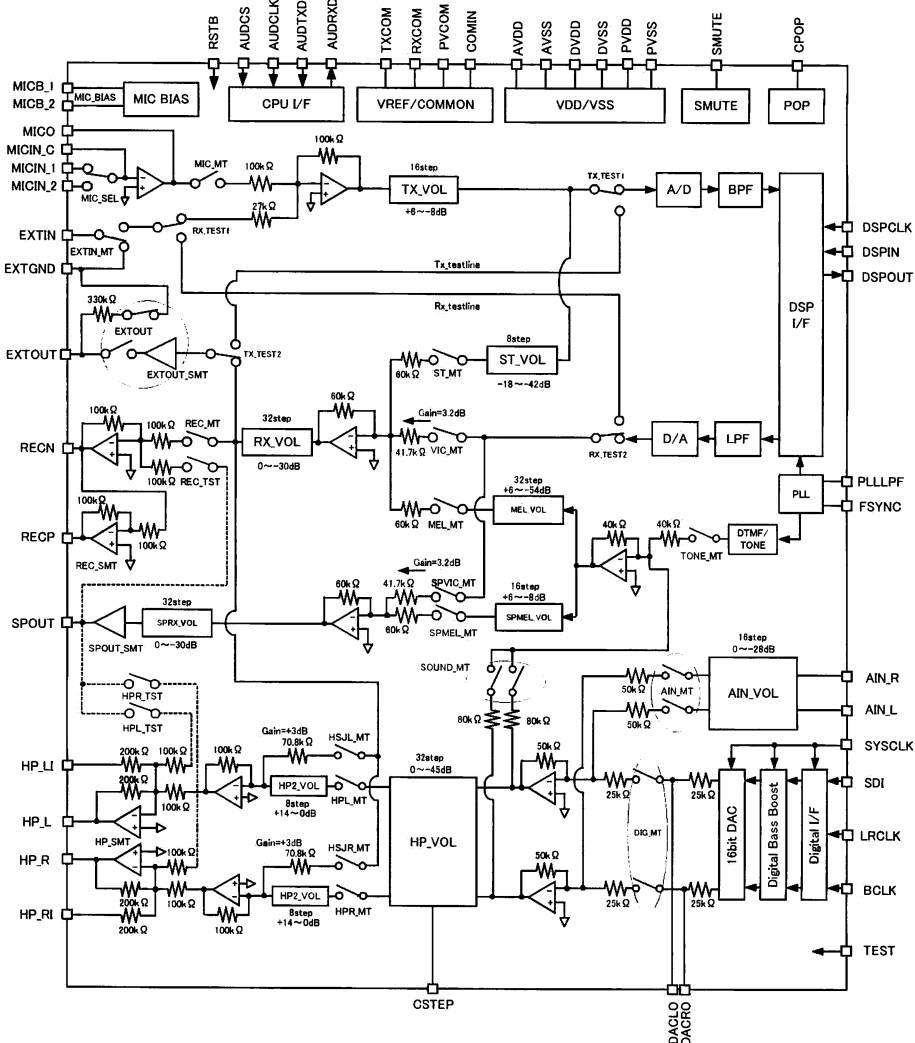 RSTB
AUDCS
AUDCLK
AUDTXD
AUDRXD
TXCOM
RXCOM
PVCOM
COMIN
AVDD
AVSS
DVDD
DVSS
PVDD
PVSS
SMUTE
CPOP
MICB_1
MICB_2
MIC_BIAS
MIC BIAS
CPU I/F
VREF/COMMON
VDD/VSS
SMUTE
POP
MICO
MICIN_C
MICIN_1
MICIN_2
MIC_SEL
MIC_MT
100kΩ
100kΩ
27kΩ
16step
TX_VOL
+6~-8dB
TX_TEST1
A/D
BPF
DSP
I/F
DSPCLK
DSPIN
DSPOUT
EXTIN
EXTIN_MT
RX_TEST1
EXTGND
Tx_testline
Rx_testline
330kΩ
EXTOUT
EXTOUT
EXTOUT_SMT
TX_TEST2
60kΩ
ST_MT
8step
ST_VOL
-18~-42dB
RECN
100kΩ
100kΩ
REC_MT
100kΩ
REC_TST
32step
RX_VOL
0~-30dB
60kΩ
Gain=3.2dB
41.7kΩ
VIC_MT
RX_TEST2
D/A
LPF
PLL
PLLLPF
FSYNC
RECP
100kΩ
100kΩ
REC_SMT
60kΩ
MEL_MT
32step
+6~-54dB
MEL_VOL
40kΩ
40kΩ
TONE_MT
DTMF/
TONE
SPOUT
SPOUT_SMT
32step
SPRX_VOL
0~-30dB
60kΩ
Gain=3.2dB
41.7kΩ
SPVIC_MT
60kΩ
SPMEL_MT
16step
+6~-8dB
SPMEL_VOL
SOUND_MT
80kΩ
80kΩ
50kΩ
50kΩ
AIN_MT
16step
0~-28dB
AIN_VOL
AIN_R
AIN_L
HPR_TST
HPL_TST
HP_LI
200kΩ
100kΩ
200kΩ
100kΩ
100kΩ
Gain=+3dB
70.8kΩ
HSJL_MT
HP2_VOL
8step
+14~0dB
HPL_MT
32step
0~-45dB
HP_VOL
50kΩ
25kΩ
25kΩ
DIG_MT
16bit DAC
Digital Bass Boost
Digital I/F
SYSCLK
SDI
LRCLK
BCLK
HP_L
HP_SMT
HP_R
100kΩ
200kΩ
100kΩ
200kΩ
HP_RI
100kΩ
Gain=+3dB
70.8kΩ
HSJR_MT
HP2_VOL
8step
+14~0dB
HPR_MT
50kΩ
25kΩ
25kΩ
TEST
CSTEP
DACLO
DACRO